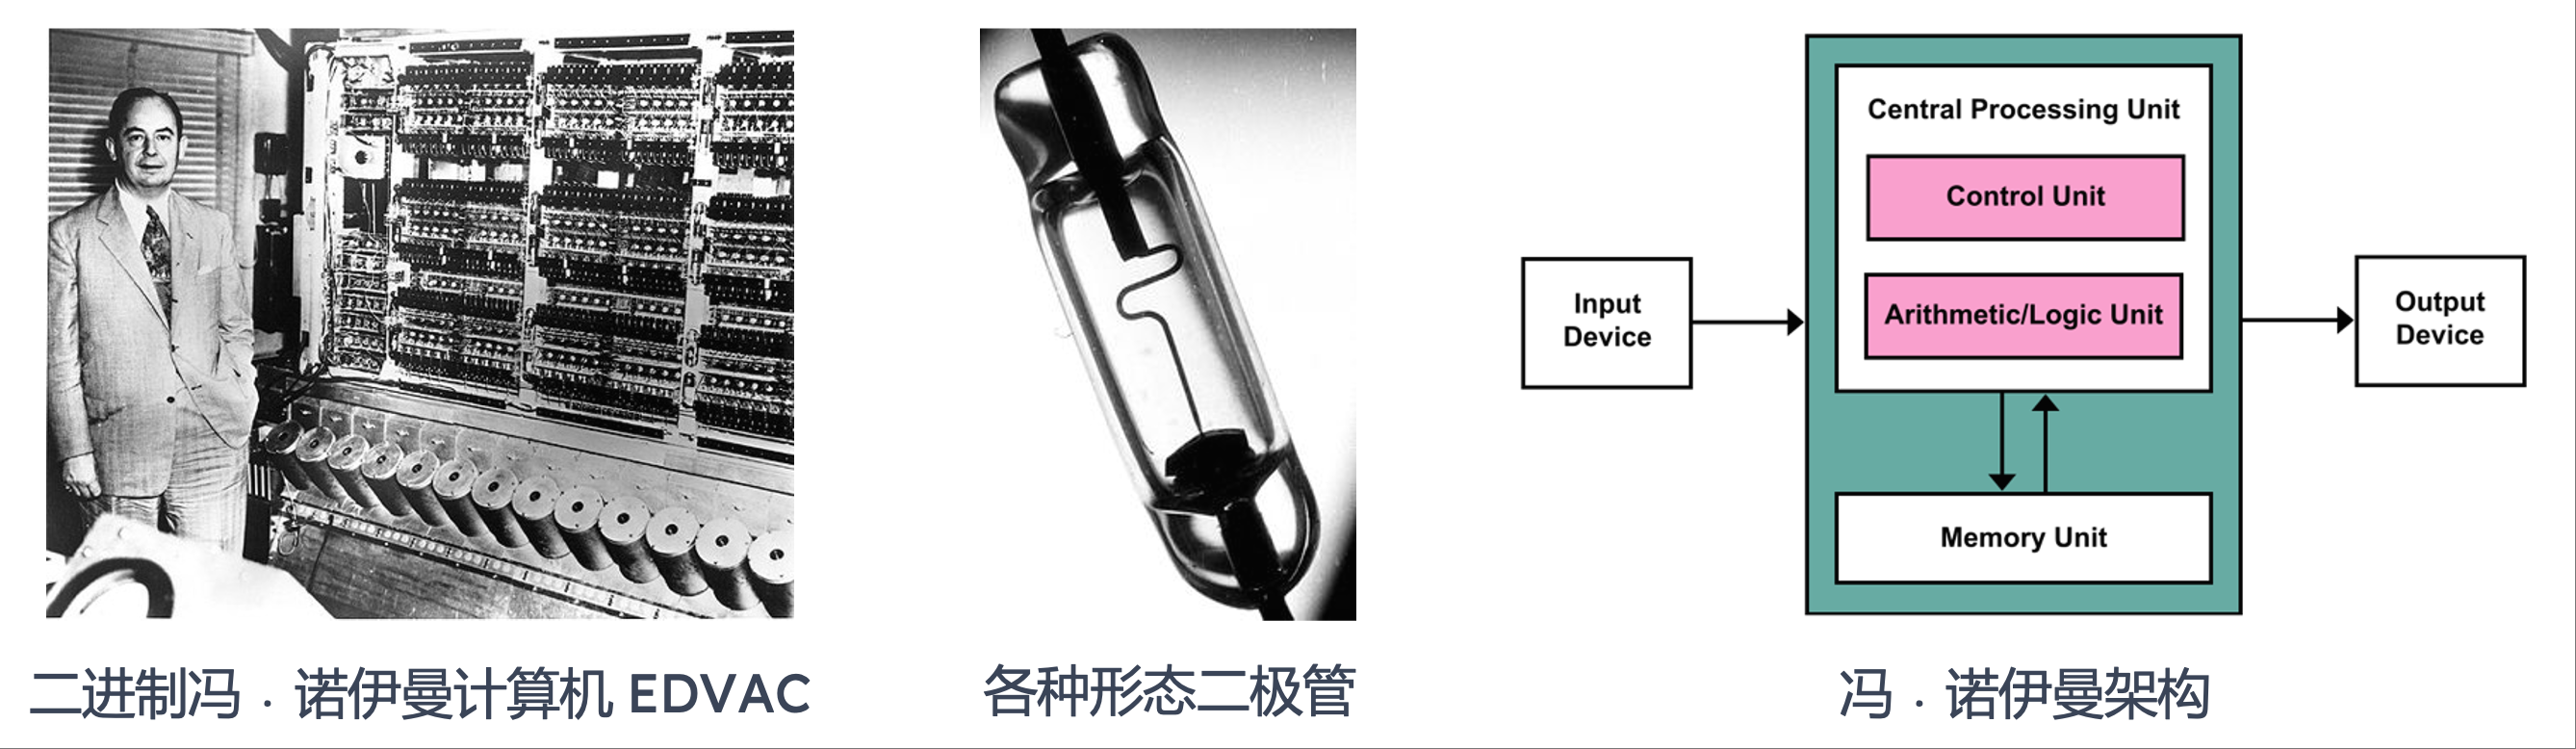 Central Processing Unit
Control Unit
Arithmetic/Logic Unit
Input
Device
Output
Device
Memory Unit
二进制冯．诺伊曼计算机 EDVAC
各种形态二极管
冯．诺伊曼架构